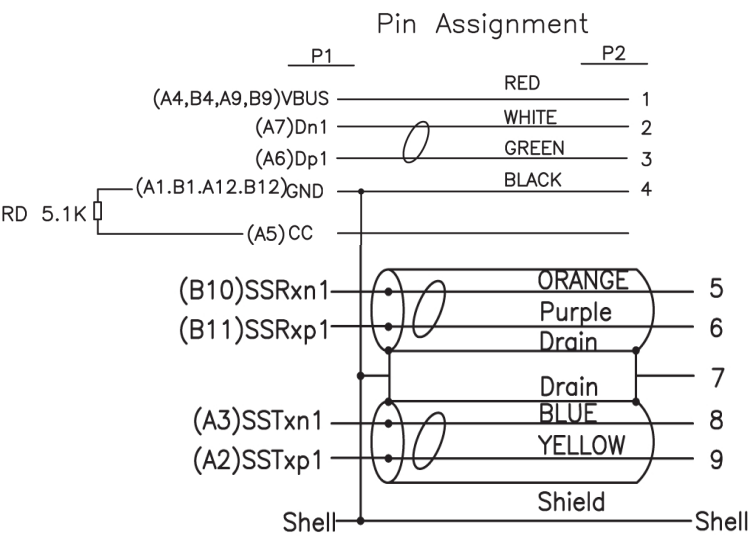 Pin Assignment
P1 P2
(A4,B4,A9,B9)VBUS RED 1
(A7)Dn1 WHITE 2
(A6)Dp1 GREEN 3
(A1.B1.A12.B12)GND BLACK 4
RD 5.1K
(A5)CC
(B10)SSRxn1 ORANGE 5
(B11)SSRxp1 Purple 6
Drain
7
Drain
(A3)SSTxn1 BLUE 8
(A2)SSTxp1 YELLOW 9
Shield
Shell Shell